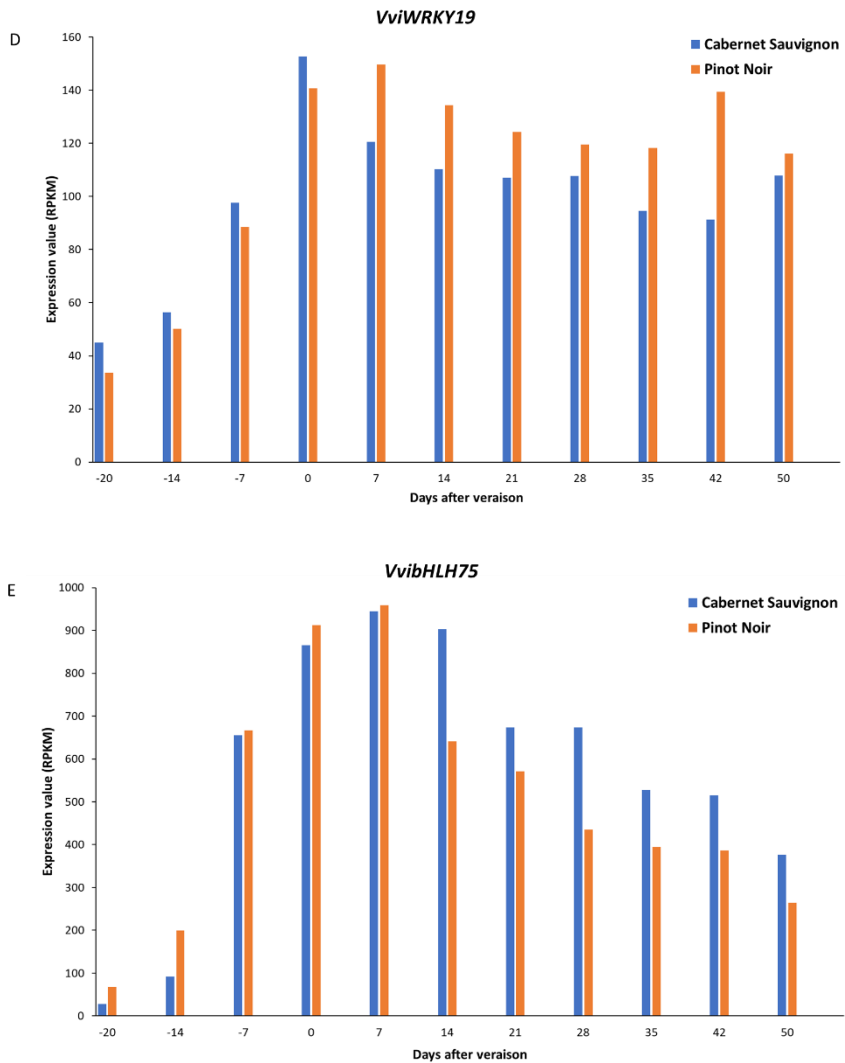 VviWRKY19
D
160
Cabernet Sauvignon
140
Pinot Noir
120
100
80
60
40
20
0
Expression value (RPKM)
-20 -14 -7 0 7 14 21 28 35 42 50
Days after veraison
VvibHLH75
E
1000
Cabernet Sauvignon
900
Pinot Noir
800
700
600
500
400
300
200
100
0
Expression value (RPKM)
-20 -14 -7 0 7 14 21 28 35 42 50
Days after veraison